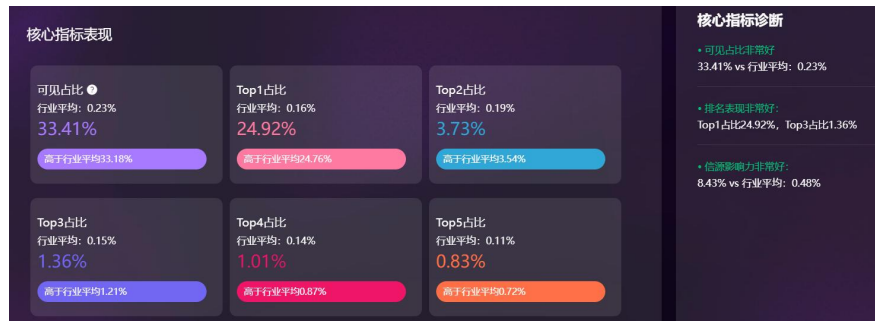 核心指标表现
可见占比 ?
行业平均：0.23%
33.41%
高于行业平均33.18%
Top1占比
行业平均：0.16%
24.92%
高于行业平均24.76%
Top2占比
行业平均：0.19%
3.73%
高于行业平均3.54%
Top3占比
行业平均：0.15%
1.36%
高于行业平均1.21%
Top4占比
行业平均：0.14%
1.01%
高于行业平均0.87%
Top5占比
行业平均：0.11%
0.83%
高于行业平均0.72%
核心指标诊断
• 可见占比非常好
33.41% vs 行业平均：0.23%
• 排名表现非常好：
Top1占比24.92%，Top3占比1.36%
• 信源影响力非常好：
8.43% vs 行业平均：0.48%